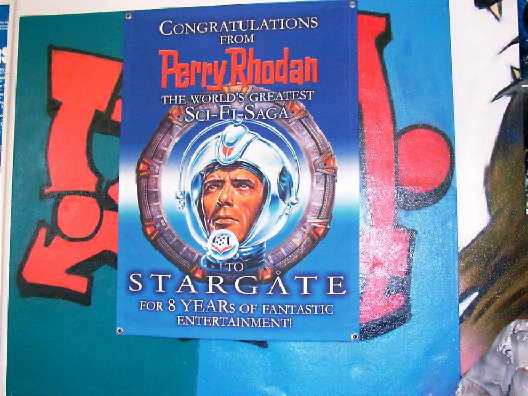 CONGRATULATIONS
FROM
Perry Rhodan
THE WORLD'S GREATEST
SCI-FI-SAGA
TO
STARGATE
FOR 8 YEARS OF FANTASTIC
ENTERTAINMENT!